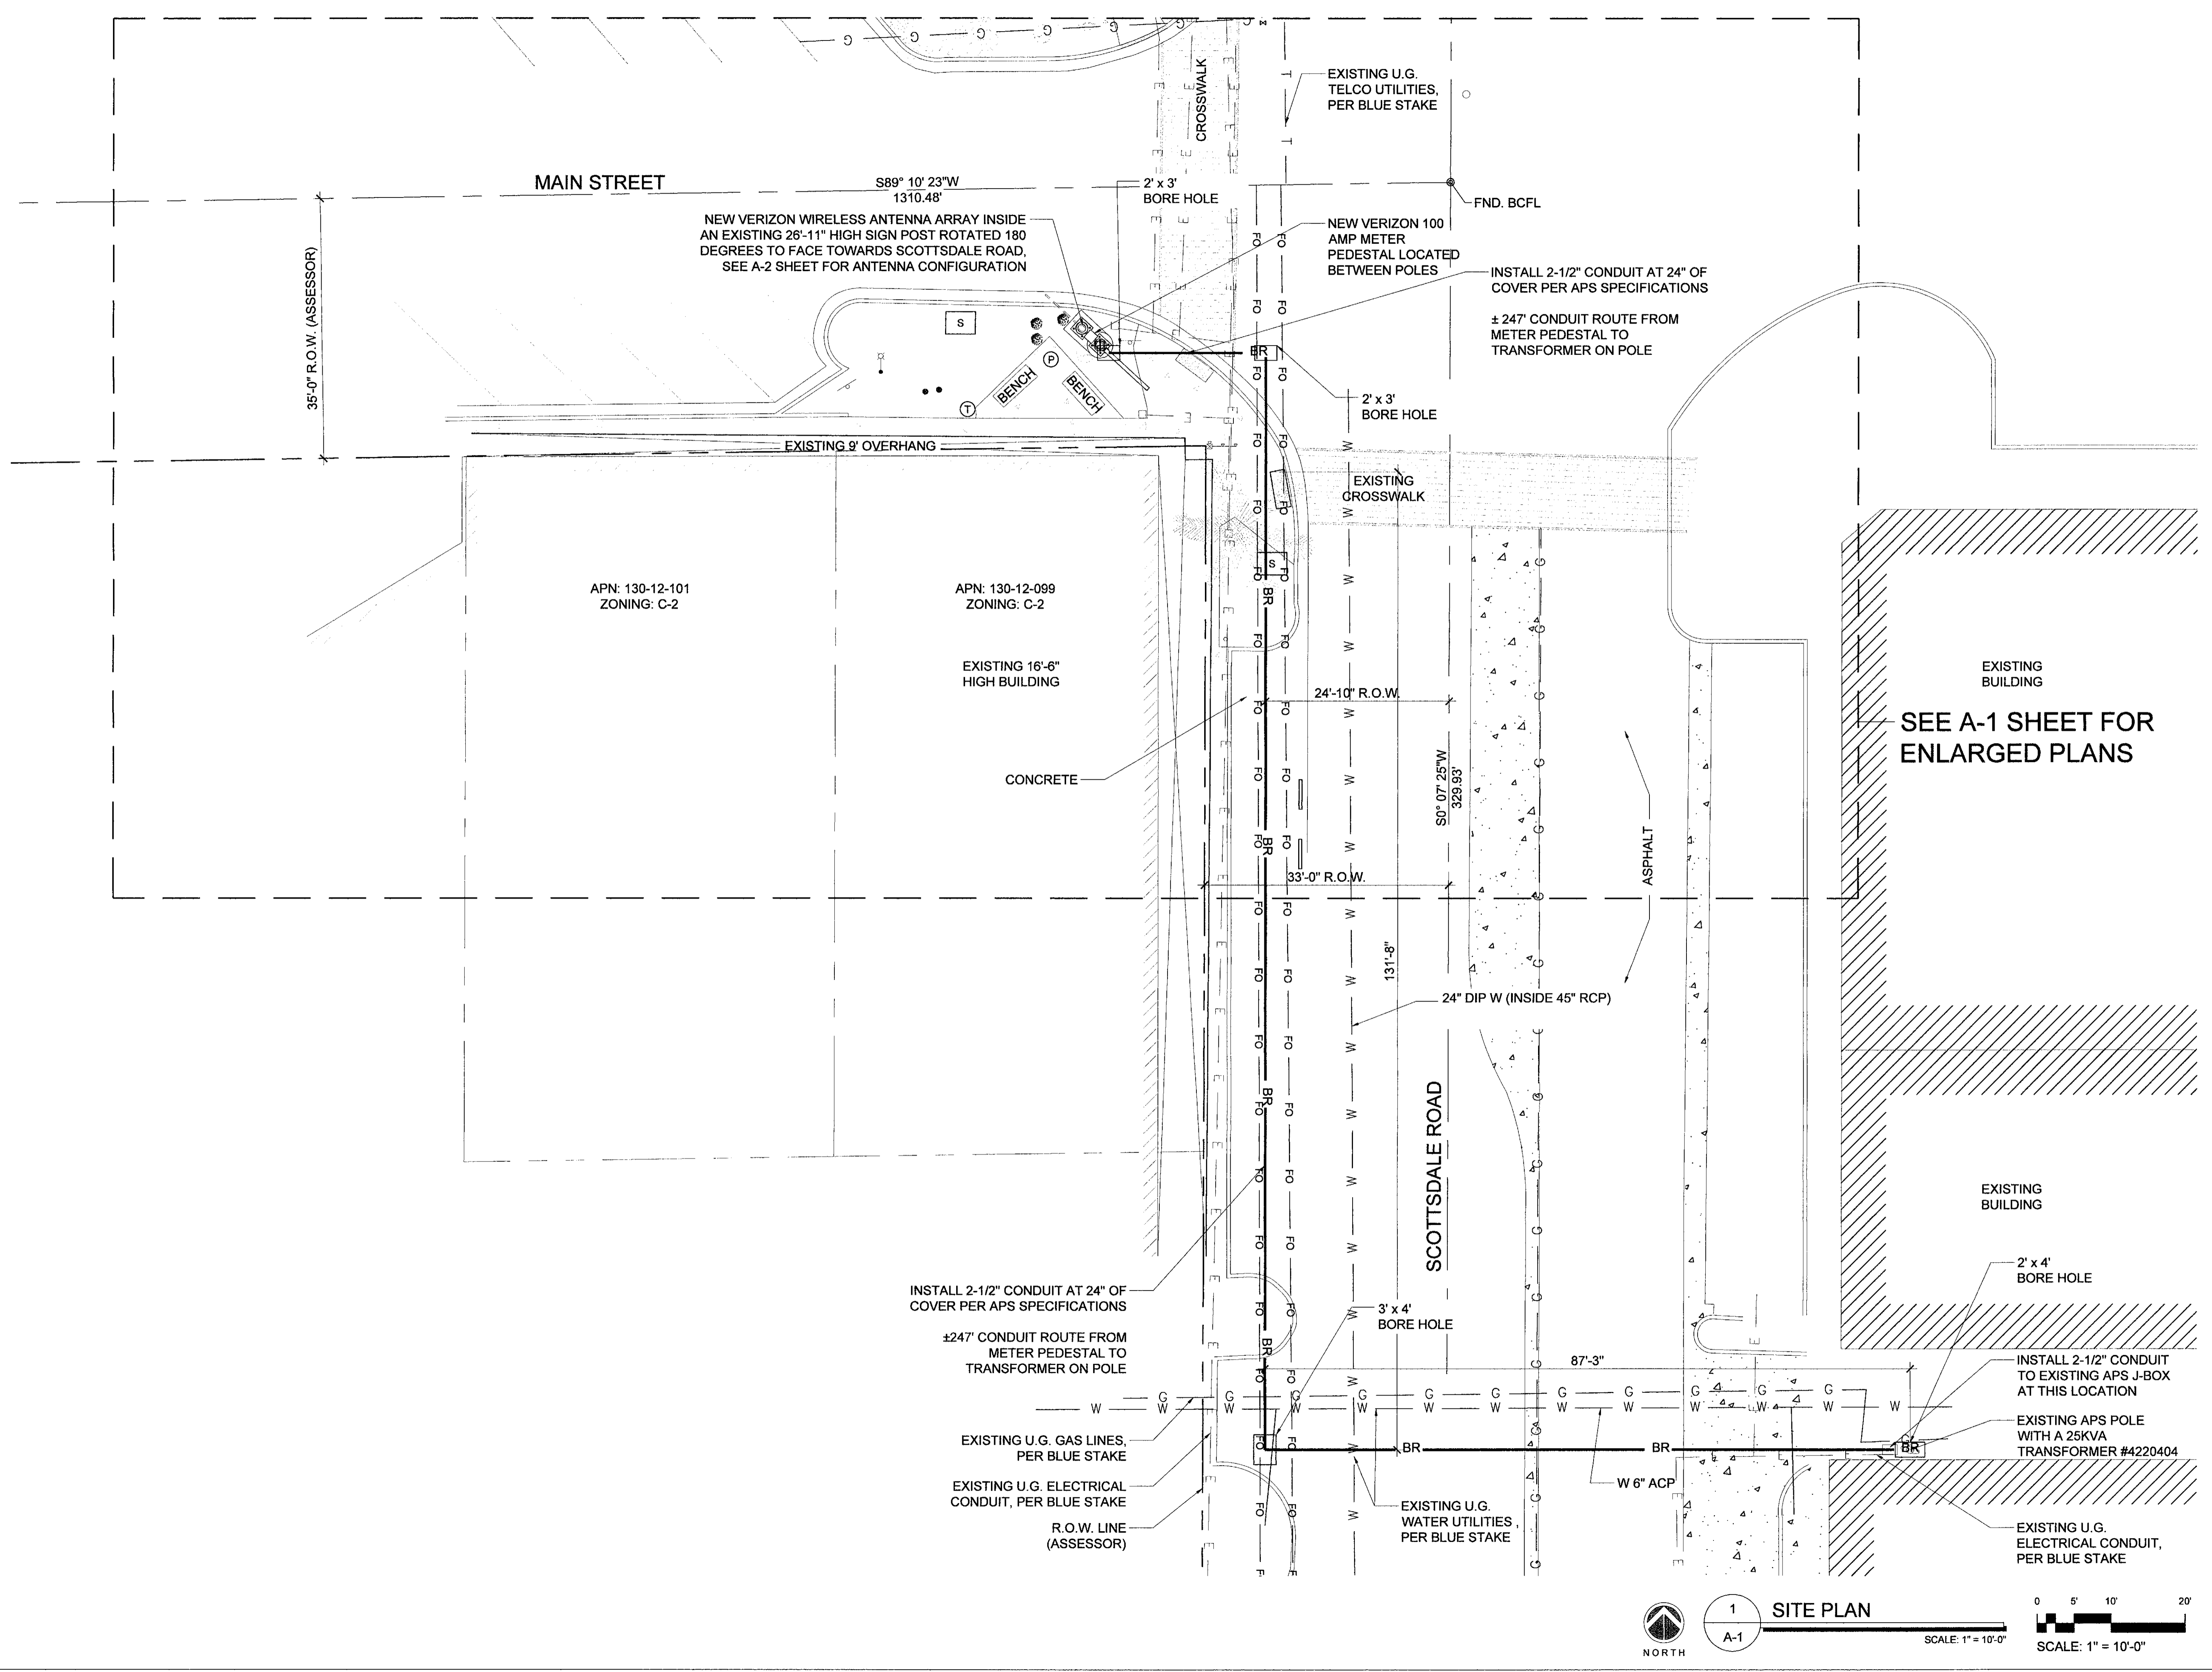 CROSSWALK
EXISTING U.G.
TELCO UTILITIES,
PER BLUE STAKE
MAIN STREET
S89° 10' 23"W
1310.48'
2' x 3'
BORE HOLE
FND. BCFL
NEW VERIZON WIRELESS ANTENNA ARRAY INSIDE
AN EXISTING 26'-11" HIGH SIGN POST ROTATED 180
DEGREES TO FACE TOWARDS SCOTTSDALE ROAD,
SEE A-2 SHEET FOR ANTENNA CONFIGURATION
NEW VERIZON 100
AMP METER
PEDESTAL LOCATED
BETWEEN POLES
INSTALL 2-1/2" CONDUIT AT 24" OF
COVER PER APS SPECIFICATIONS
± 247' CONDUIT ROUTE FROM
METER PEDESTAL TO
TRANSFORMER ON POLE
35'-0" R.O.W. (ASSESSOR)
S
P
T
BENCH
BENCH
BR
2' x 3'
BORE HOLE
EXISTING 9' OVERHANG
EXISTING
CROSSWALK
S
BR
APN: 130-12-101
ZONING: C-2
APN: 130-12-099
ZONING: C-2
EXISTING 16'-6"
HIGH BUILDING
EXISTING
BUILDING
24'-10" R.O.W.
SEE A-1 SHEET FOR
ENLARGED PLANS
CONCRETE
S0° 07' 25"W
329.93'
ASPHALT
BR
33'-0" R.O.W.
131'-8"
24" DIP W (INSIDE 45" RCP)
BR
SCOTTSDALE ROAD
EXISTING
BUILDING
2' x 4'
BORE HOLE
INSTALL 2-1/2" CONDUIT AT 24" OF
COVER PER APS SPECIFICATIONS
±247' CONDUIT ROUTE FROM
METER PEDESTAL TO
TRANSFORMER ON POLE
3' x 4'
BORE HOLE
BR
87'-3"
INSTALL 2-1/2" CONDUIT
TO EXISTING APS J-BOX
AT THIS LOCATION
G G G G G G G G G G G
W W W W W W W W W W W W W
EXISTING APS POLE
WITH A 25KVA
TRANSFORMER #4220404
EXISTING U.G. GAS LINES,
PER BLUE STAKE
BR BR BR
W 6" ACP
EXISTING U.G. ELECTRICAL
CONDUIT, PER BLUE STAKE
EXISTING U.G.
WATER UTILITIES ,
PER BLUE STAKE
R.O.W. LINE
(ASSESSOR)
EXISTING U.G.
ELECTRICAL CONDUIT,
PER BLUE STAKE
NORTH
1
A-1
SITE PLAN
SCALE: 1" = 10'-0"
0 5' 10' 20'
SCALE: 1" = 10'-0"